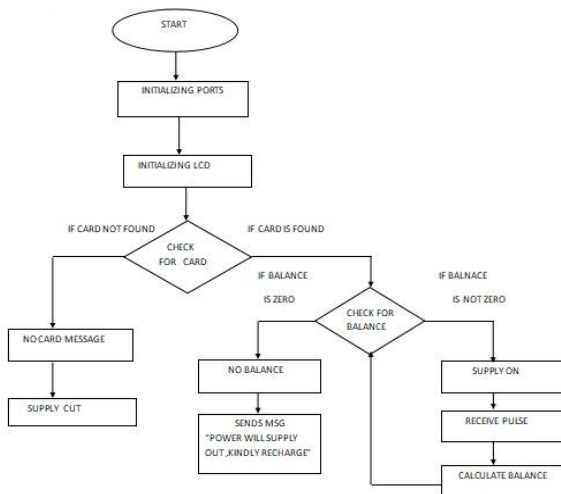 START
INITIALIZING PORTS
INITIALIZING LCD
IF CARD NOT FOUND
IF CARD IS FOUND
CHECK
FOR CARD
IF BALANCE
IS ZERO
IF BALNACE
IS NOT ZERO
CHECK FOR
BALANCE
NO CARD MESSAGE
SUPPLY CUT
NO BALANCE
SENDS MSG
"POWER WILL SUPPLY
OUT ,KINDLY RECHARGE"
SUPPLY ON
RECEIVE PULSE
CALCULATE BALANCE